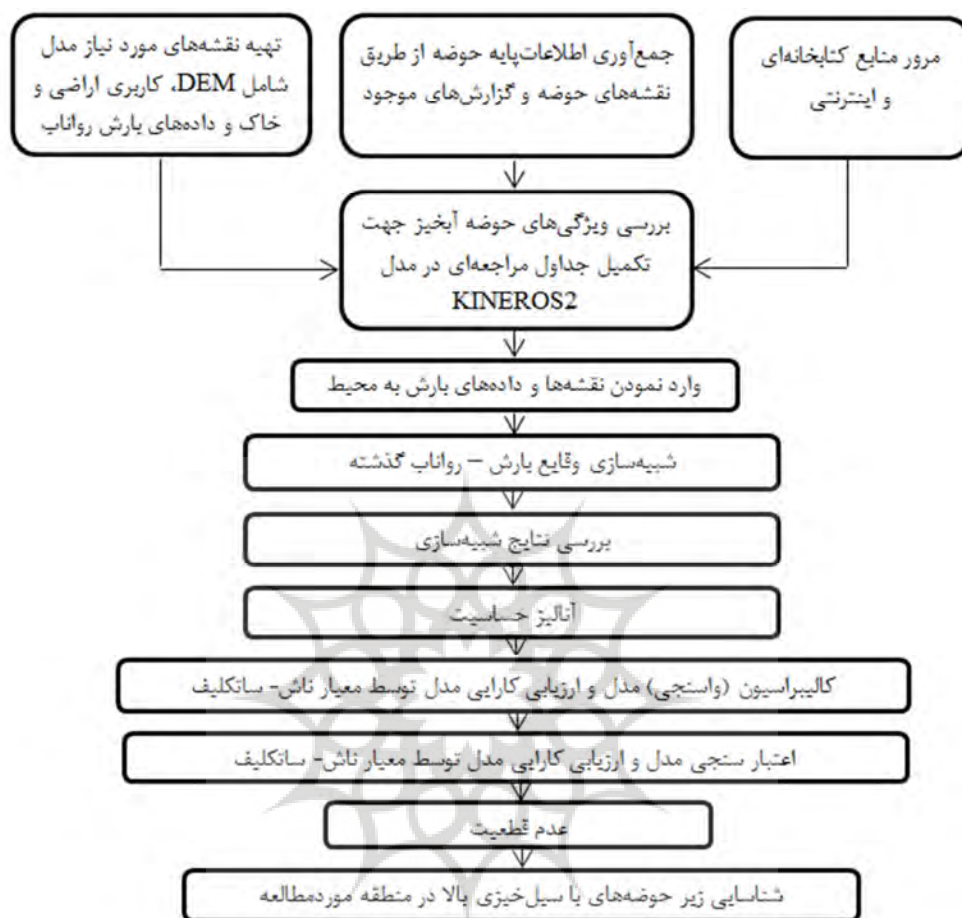 مرور منابع کتابخانه‌ای
و اینترنتی
جمع‌آوری اطلاعات‌پایه حوضه از طریق
نقشه‌های حوضه و گزارش‌های موجود
تهیه نقشه‌های مورد نیاز مدل
شامل DEM، کاربری اراضی و
خاک و داده‌های بارش رواناب
بررسی ویژگی‌های حوضه آبخیز جهت
تکمیل جداول مراجعه‌ای در مدل
KINEROS2
وارد نمودن نقشه‌ها و داده‌های بارش به محیط
شبیه‌سازی وقایع بارش – رواناب گذشته
بررسی نتایج شبیه‌سازی
آنالیز حساسیت
کالیبراسیون (واسنجی) مدل و ارزیابی کارایی مدل توسط معیار ناش- ساتکلیف
اعتبار سنجی مدل و ارزیابی کارایی مدل توسط معیار ناش- ساتکلیف
عدم قطعیت
شناسایی زیر حوضه‌های با سیل‌خیزی بالا در منطقه موردمطالعه